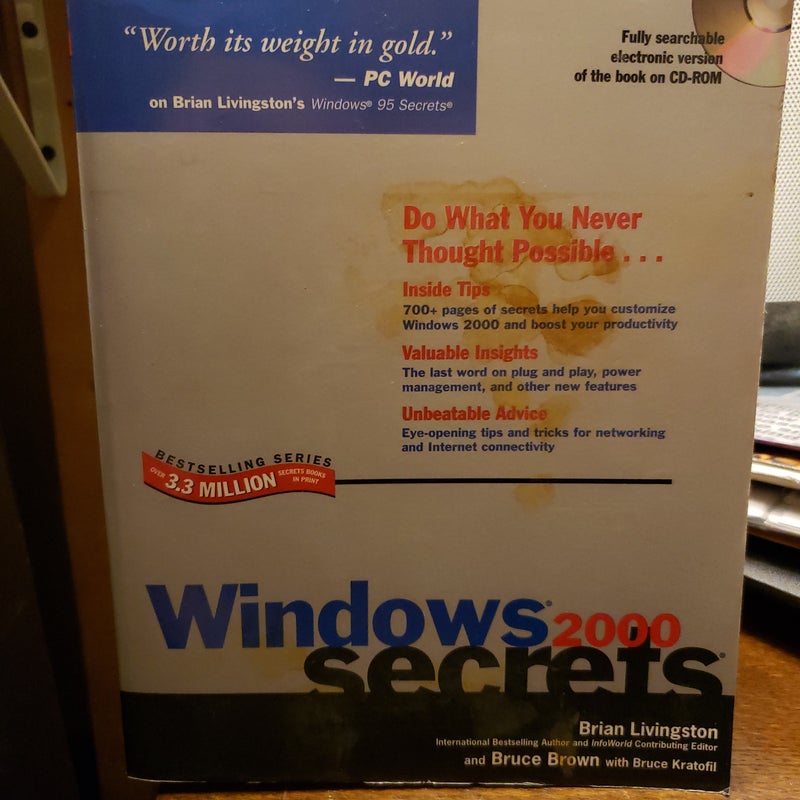 “Worth its weight in gold.”
— PC World
on Brian Livingston's Windows® 95 Secrets®
Fully searchable
electronic version
of the book on CD-ROM
Do What You Never
Thought Possible . . .
Inside Tips
700+ pages of secrets help you customize
Windows 2000 and boost your productivity
Valuable Insights
The last word on plug and play, power
management, and other new features
Unbeatable Advice
Eye-opening tips and tricks for networking
and Internet connectivity
BESTSELLING SERIES
OVER 3.3 MILLION SECRETS BOOKS
IN PRINT
Windows® 2000
secrets®
Brian Livingston
International Bestselling Author and InfoWorld Contributing Editor
and Bruce Brown with Bruce Kratofil